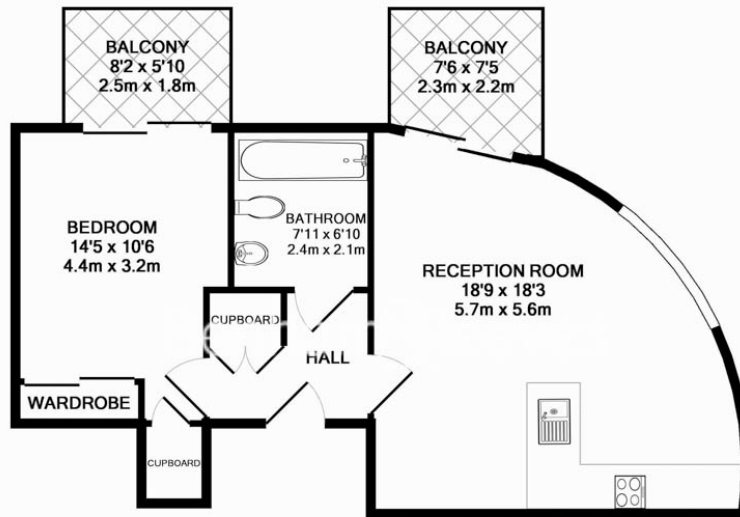 BALCONY
8'2 x 5'10
2.5m x 1.8m
BALCONY
7'6 x 7'5
2.3m x 2.2m
BEDROOM
14'5 x 10'6
4.4m x 3.2m
BATHROOM
7'11 x 6'10
2.4m x 2.1m
RECEPTION ROOM
18'9 x 18'3
5.7m x 5.6m
CUPBOARD
HALL
WARDROBE
CUPBOARD